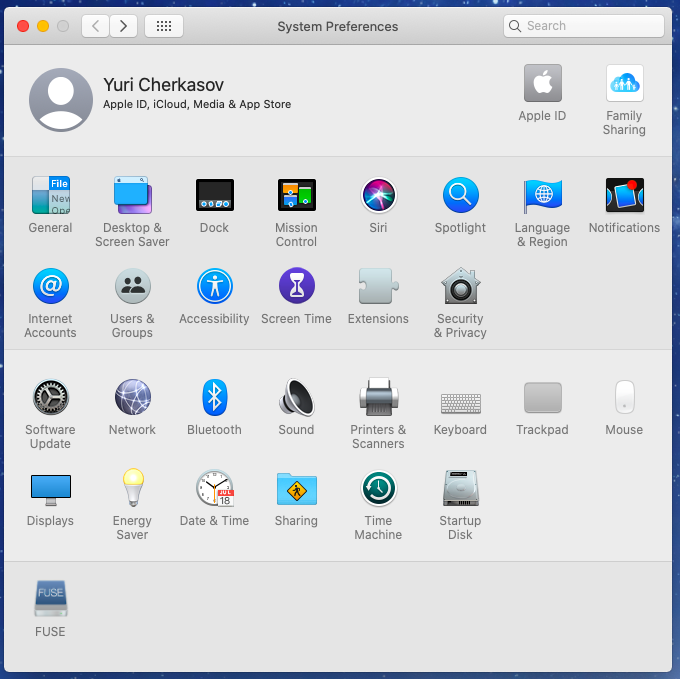 System Preferences
Search
Yuri Cherkasov
Apple ID, iCloud, Media & App Store
Apple ID
Family
Sharing
File
New
Ope
General
Desktop &
Screen Saver
Dock
Mission
Control
Siri
Spotlight
Language
& Region
Notifications
Internet
Accounts
Users &
Groups
Accessibility
Screen Time
Extensions
Security
& Privacy
Software
Update
Network
Bluetooth
Sound
Printers &
Scanners
Keyboard
Trackpad
Mouse
Displays
Energy
Saver
JUL
18
Date & Time
Sharing
Time
Machine
Startup
Disk
FUSE
FUSE